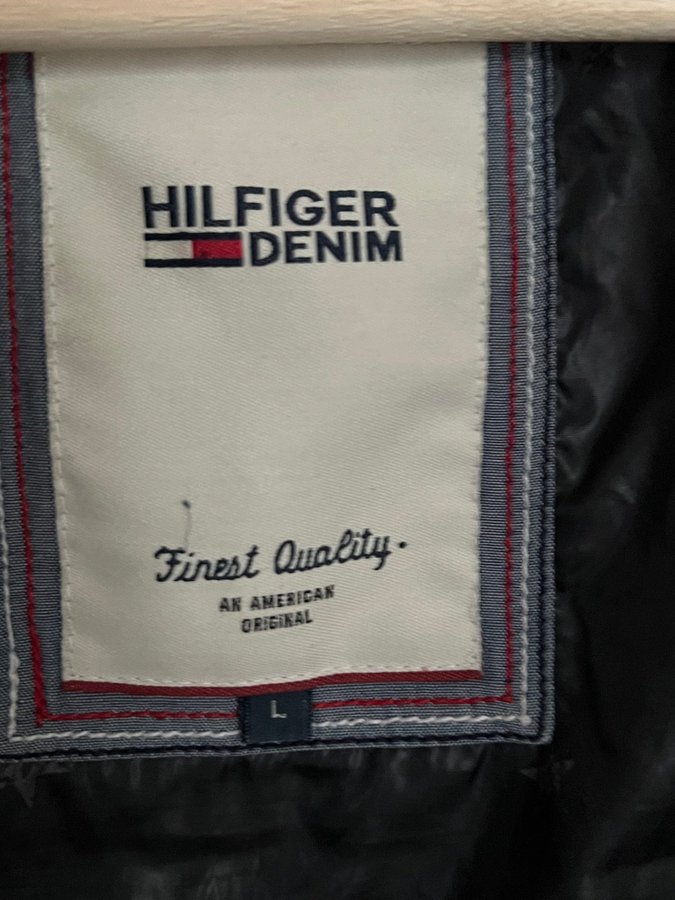 HILFIGER
DENIM
Finest Quality.
AN AMERICAN
ORIGINAL
L